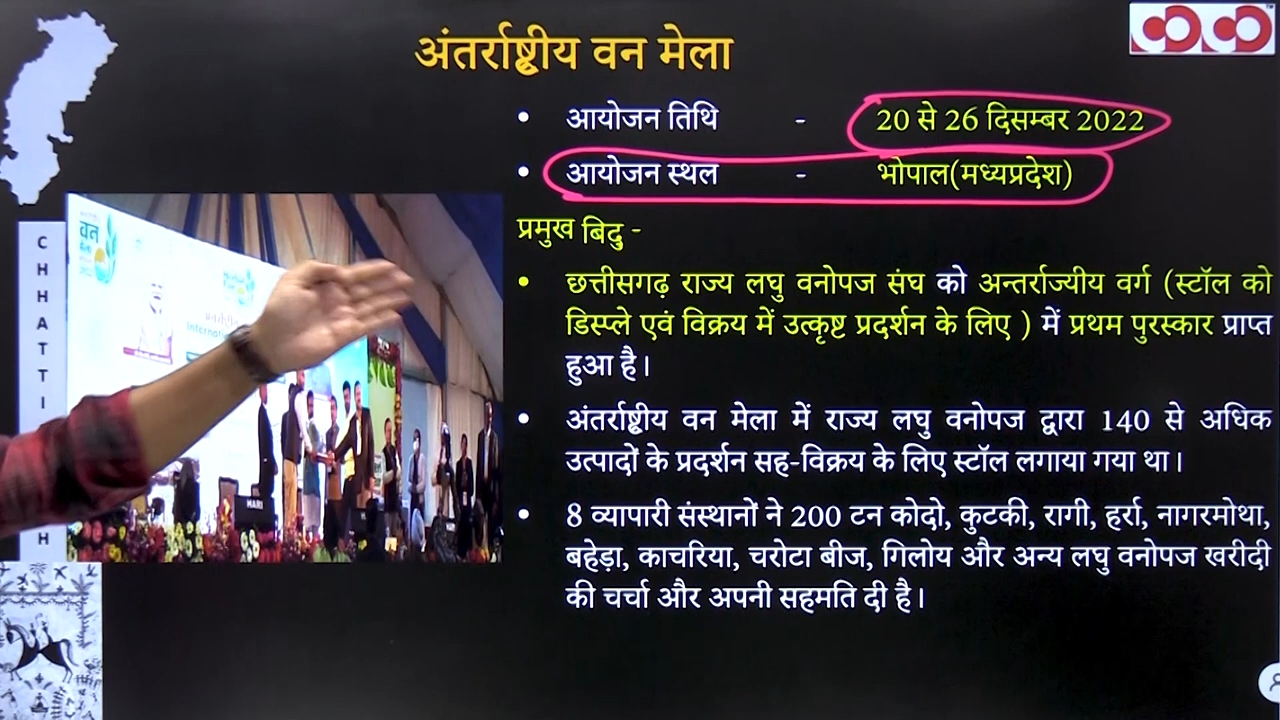 अंतर्राष्ट्रीय वन मेला
• आयोजन तिथि - 20 से 26 दिसम्बर 2022
• आयोजन स्थल - भोपाल(मध्यप्रदेश)
प्रमुख बिदु -
• छत्तीसगढ़ राज्य लघु वनोपज संघ को अन्तर्राज्यीय वर्ग (स्टॉल को
डिस्प्ले एवं विक्रय में उत्कृष्ट प्रदर्शन के लिए ) में प्रथम पुरस्कार प्राप्त
हुआ है।
• अंतर्राष्ट्रीय वन मेला में राज्य लघु वनोपज द्वारा 140 से अधिक
उत्पादों के प्रदर्शन सह-विक्रय के लिए स्टॉल लगाया गया था।
• 8 व्यापारी संस्थानों ने 200 टन कोदो, कुटकी, रागी, हर्रा, नागरमोथा,
बहेड़ा, काचरिया, चरोटा बीज, गिलोय और अन्य लघु वनोपज खरीदी
की चर्चा और अपनी सहमति दी है।
C
H
H
A
T
T
I
H
वन
Internation